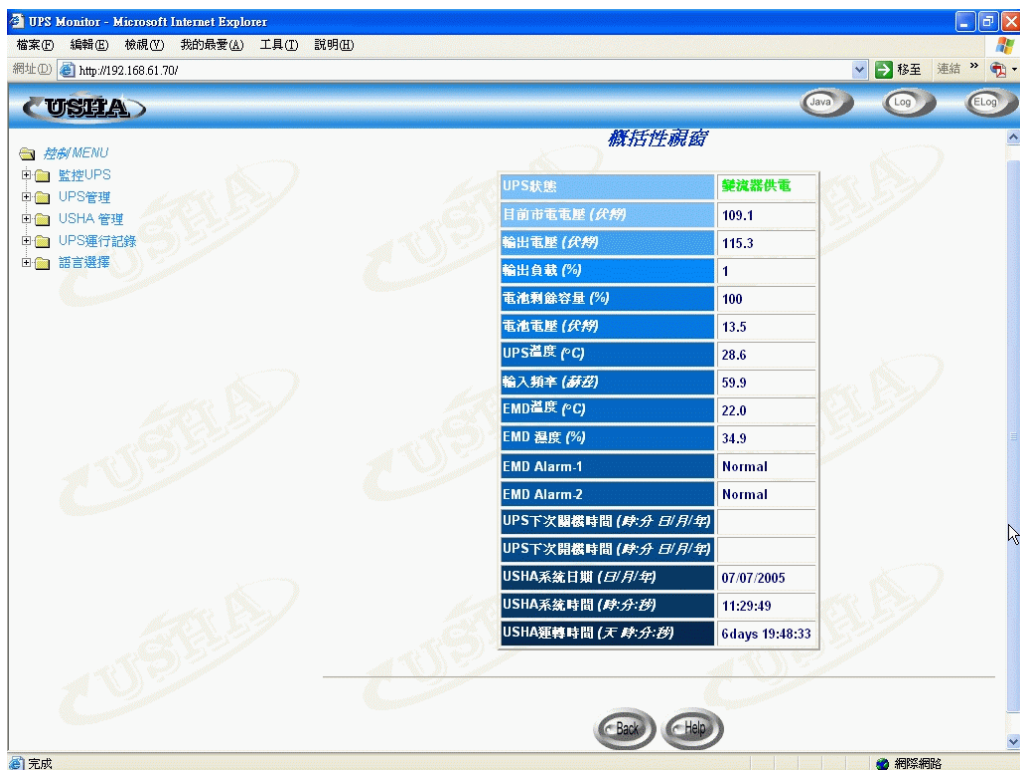 UPS Monitor - Microsoft Internet Explorer
檔案(F) 編輯(E) 檢視(V) 我的最愛(A) 工具(T) 說明(H)
網址(D) http://192.168.61.70/ 移至 連結 »
USHA Java Log ELog
概括性視窗
控制 MENU
監控UPS
UPS管理
USHA 管理
UPS運行記錄
語言選擇
UPS狀態 變流器供電
目前市電電壓 (伏特) 109.1
輸出電壓 (伏特) 115.3
輸出負載 (%) 1
電池剩餘容量 (%) 100
電池電壓 (伏特) 13.5
UPS溫度 (°C) 28.6
輸入頻率 (赫茲) 59.9
EMD溫度 (°C) 22.0
EMD 濕度 (%) 34.9
EMD Alarm-1 Normal
EMD Alarm-2 Normal
UPS下次關機時間 (時:分 日/月/年)
UPS下次開機時間 (時:分 日/月/年)
USHA系統日期 (日/月/年) 07/07/2005
USHA系統時間 (時:分:秒) 11:29:49
USHA運轉時間 (天 時:分:秒) 6days 19:48:33
Back Help
完成 網際網路